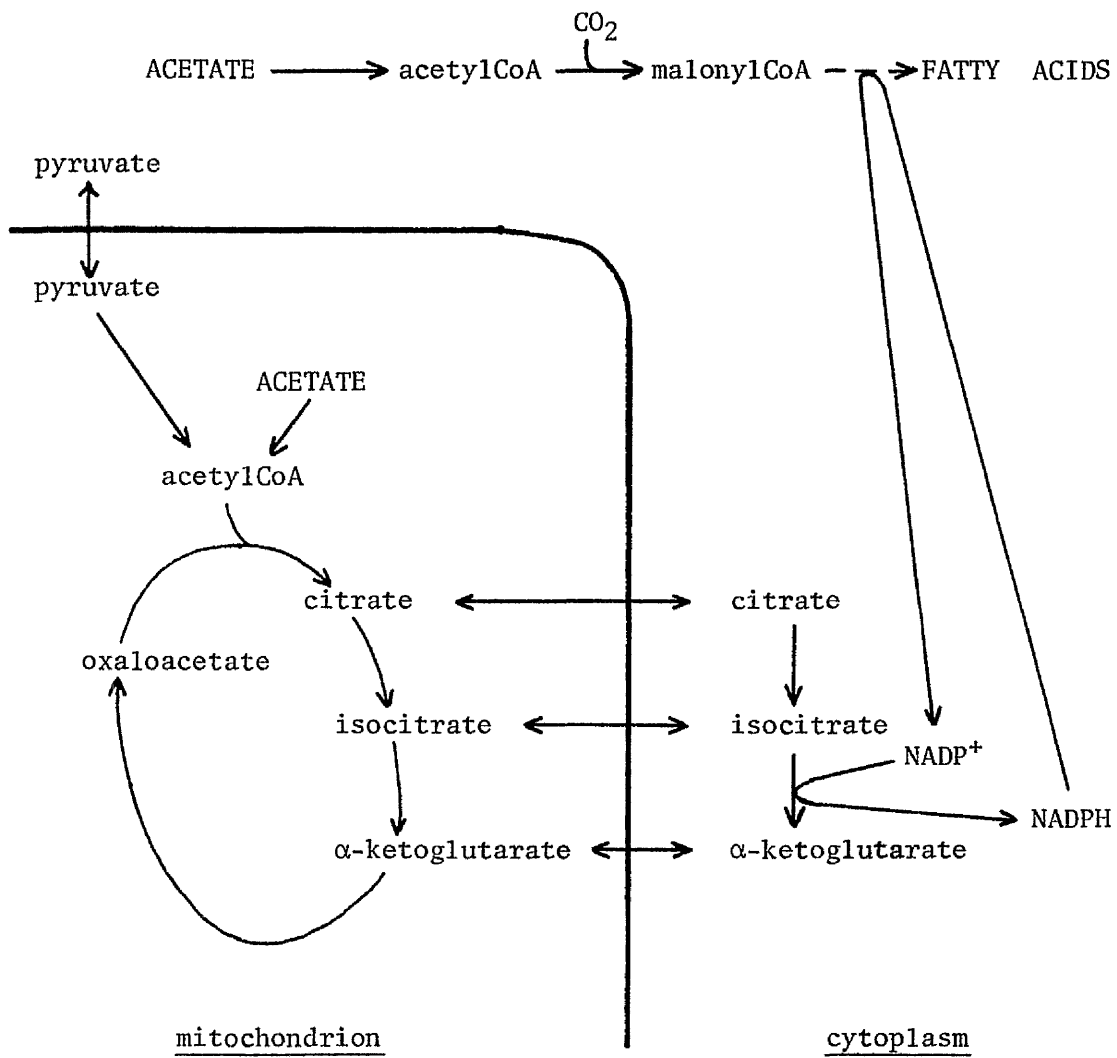 CO2
ACETATE acetylCoA malonylCoA FATTY ACIDS
pyruvate
pyruvate
ACETATE
acetylCoA
citrate citrate
oxaloacetate
isocitrate isocitrate
NADP+
NADPH
α-ketoglutarate α-ketoglutarate
mitochondrion cytoplasm